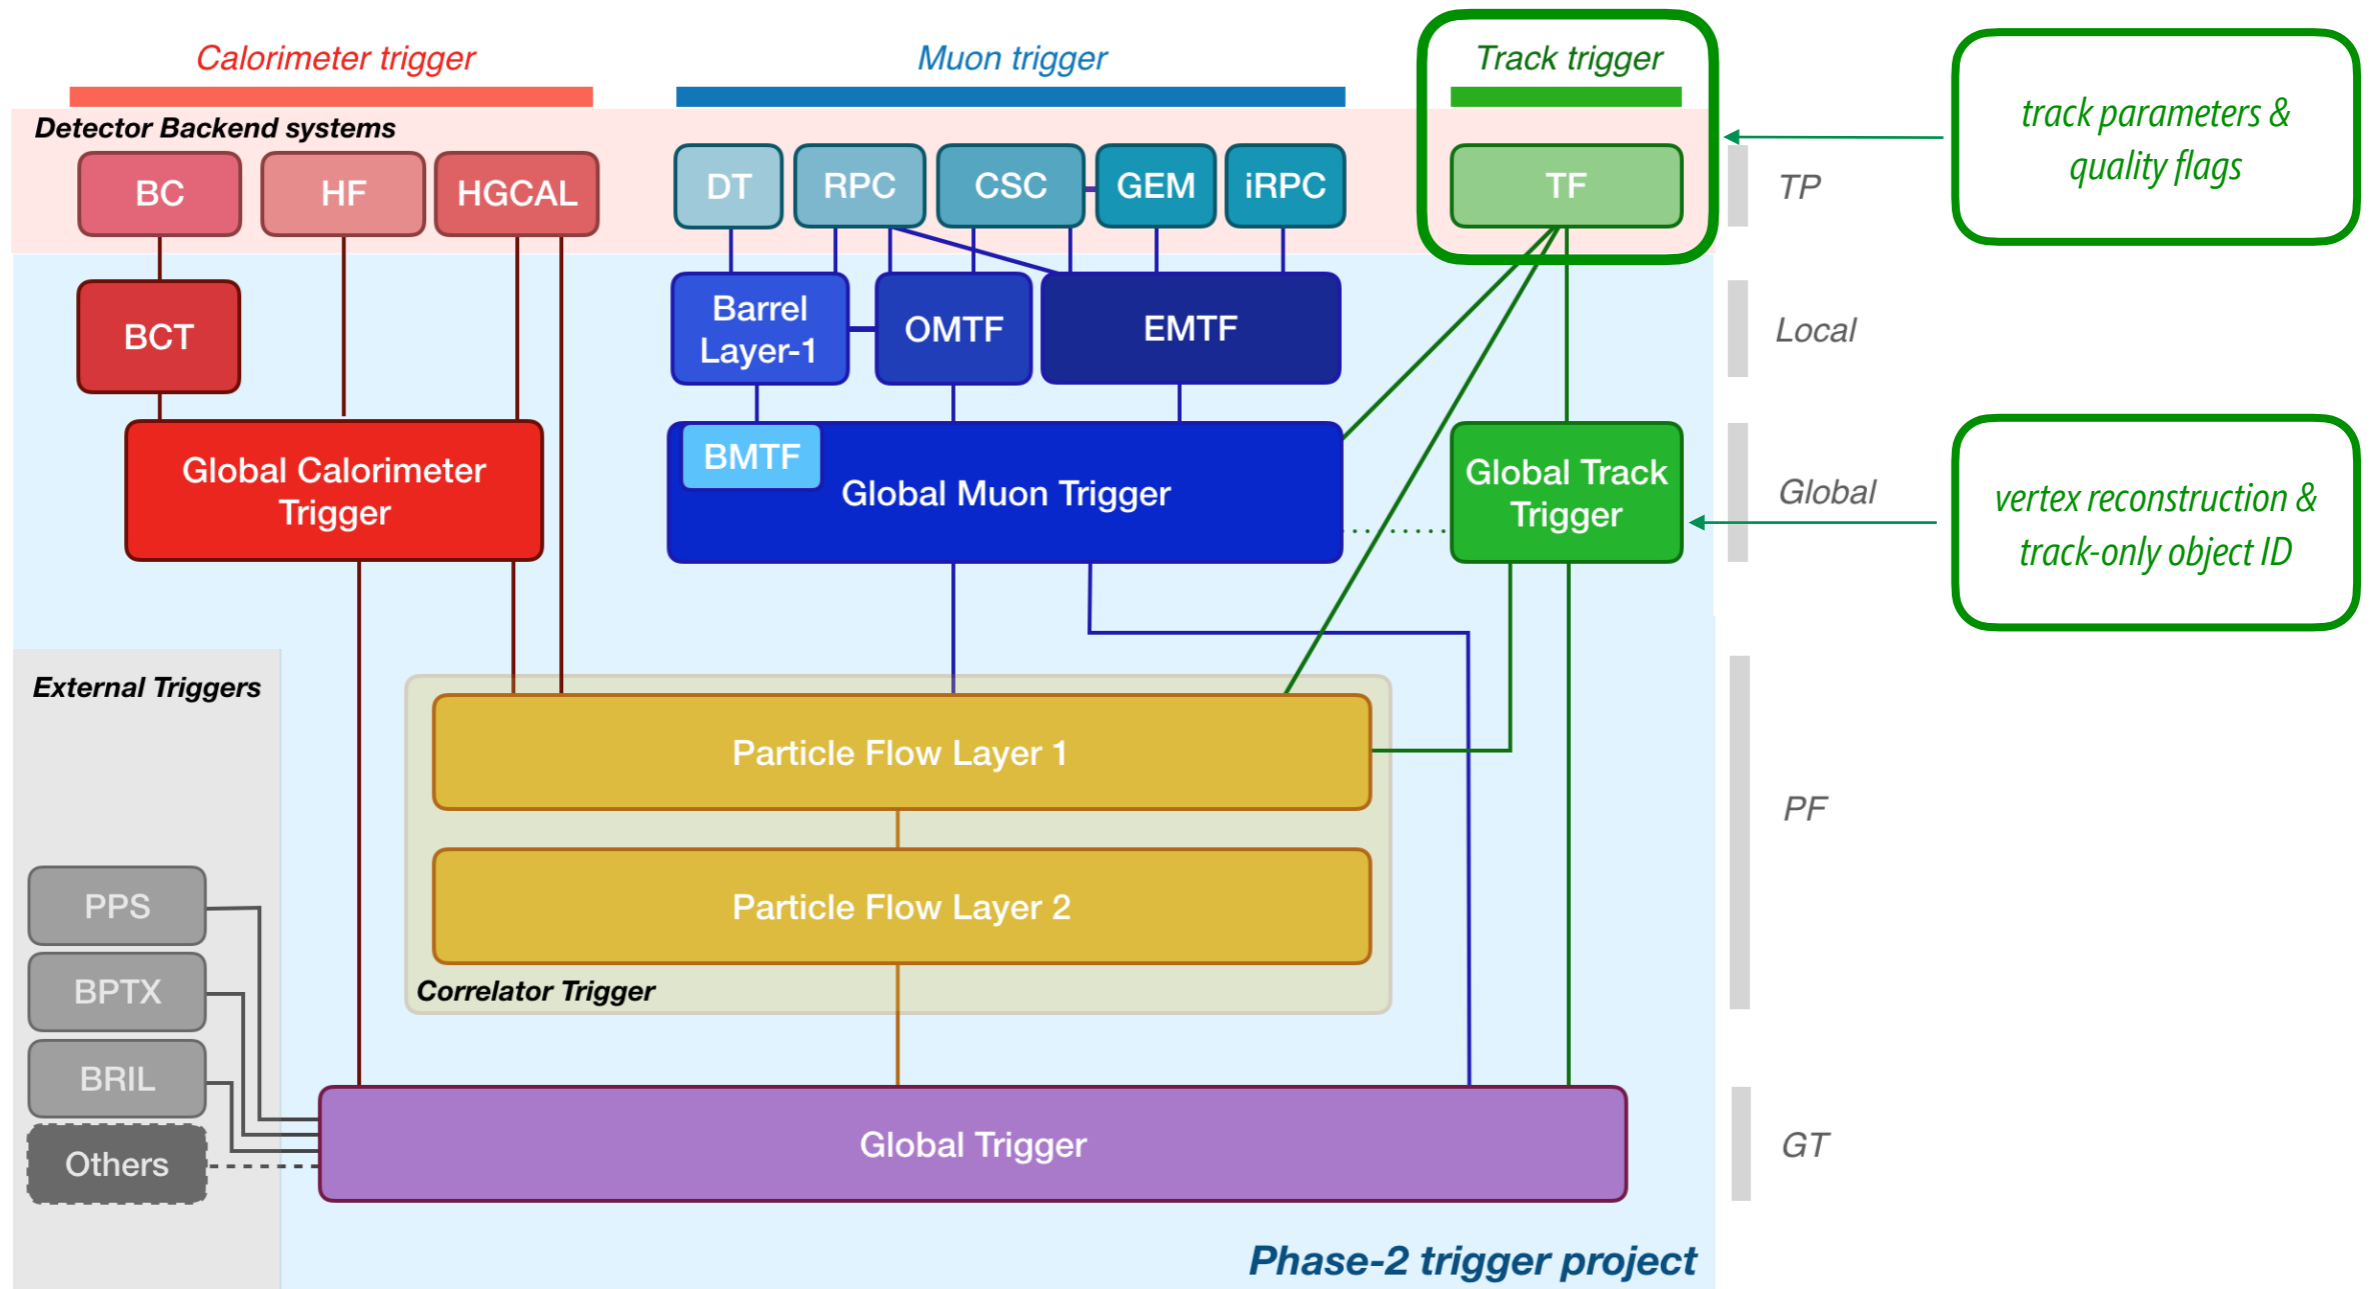 Calorimeter trigger
Muon trigger
Track trigger
track parameters &
quality flags
Detector Backend systems
BC
HF
HGCAL
DT
RPC
CSC
GEM
iRPC
TF
TP
BCT
Barrel
Layer-1
OMTF
EMTF
Local
Global Calorimeter
Trigger
BMTF
Global Muon Trigger
Global Track
Trigger
Global
vertex reconstruction &
track-only object ID
External Triggers
Particle Flow Layer 1
PF
Particle Flow Layer 2
Correlator Trigger
PPS
BPTX
BRIL
Others
Global Trigger
GT
Phase-2 trigger project